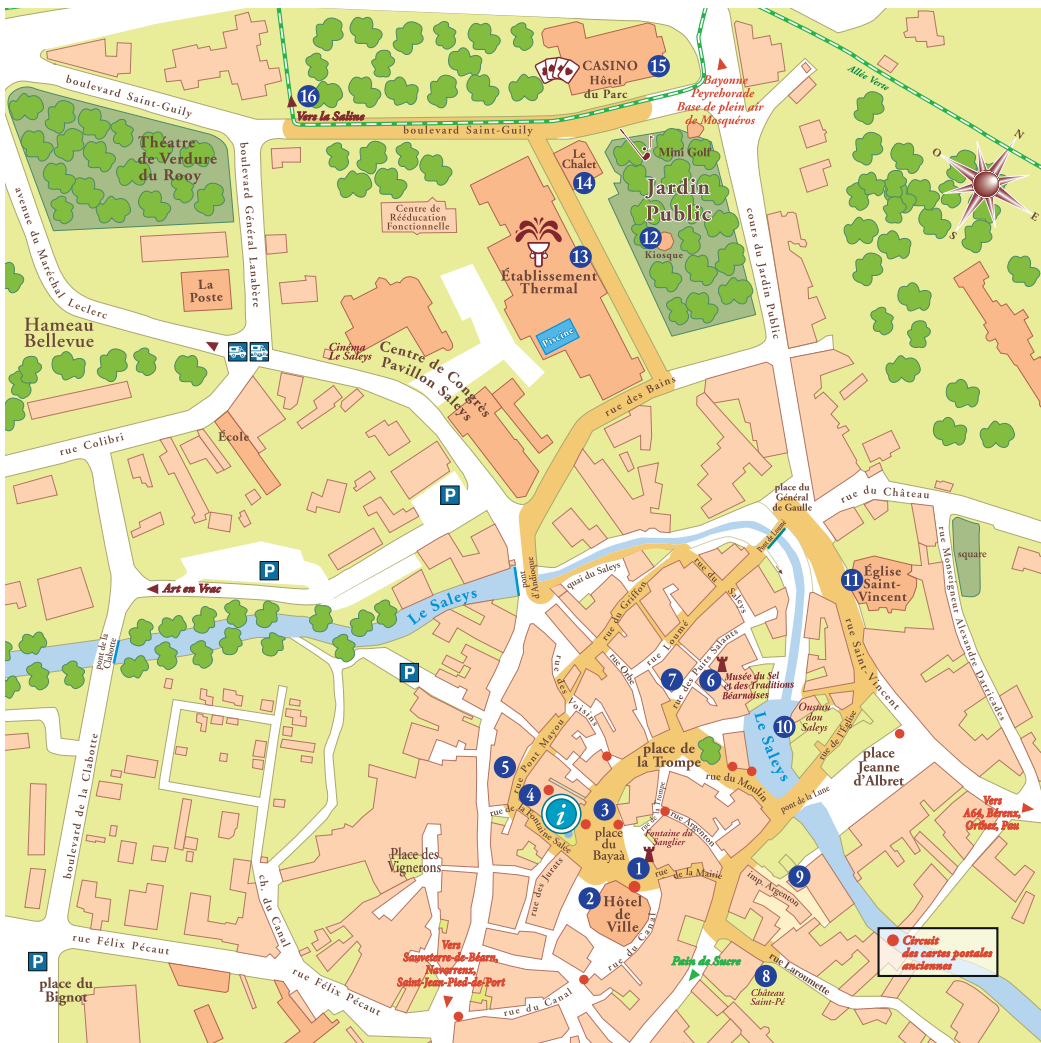 boulevard Saint-Guily
16
Vers la Saline
CASINO
Hôtel
du Parc
15
boulevard Saint-Guily
Bayonne
Peyrehorade
Base de plein air
de Mosquéros
Allée Verte
N
O
E
S
Théatre
de Verdure
du Rooy
boulevard Général Lanabère
avenue du Maréchal Leclerc
Centre de
Rééducation
Fonctionnelle
Le
Chalet
14
Mini Golf
Jardin
Public
12
Kiosque
cours du Jardin Public
13
Établissement
Thermal
Piscine
La
Poste
Hameau
Bellevue
Cinéma
Le Saleys
Centre de Congrès
Pavillon Saleys
rue des Bains
rue Colibri
École
P
place du
Général
de Gaulle
rue du Château
Pont de Loumé
square
rue Monseigneur Alexandre Darricades
P
Art en Vrac
Le Saleys
pont
d'Andioque
quai du Saleys
rue du Saleys
11
Église
Saint-
Vincent
rue Saint-Vincent
pont de la
Clabotte
P
rue du Griffon
rue Loumé
rue des Puits Salants
rue Orbe
rue des Voisins
7
6
Musée du Sel
et des Traditions
Béarnaises
10
Ousteau
dou
Saleys
Le Saleys
rue de l'Église
place
Jeanne
d'Albret
place de
la Trompe
rue du Moulin
pont de la Lune
rue Pont Mayou
5
4
rue de la Fontaine Salée
i
3
place
du
Bayaà
rue de la Trompe
rue Argenton
Fontaine du
Sanglier
1
rue de la Mairie
Vers
A64, Bérenx,
Orthez, Pau
boulevard de la Clabotte
Place des
Vignerons
rue des Jurats
2
Hôtel
de
Ville
rue du Canal
9
imp. Argenton
ch. du Canal
rue Félix Pécaut
P
place du
Bignot
rue Félix Pécaut
Vers
Sauveterre-de-Béarn,
Navarrenx,
Saint-Jean-Pied-de-Port
rue du Canal
Pain de Sucre
8
Château
Saint-Pé
rue Laroumette
Circuit
des cartes postales
anciennes